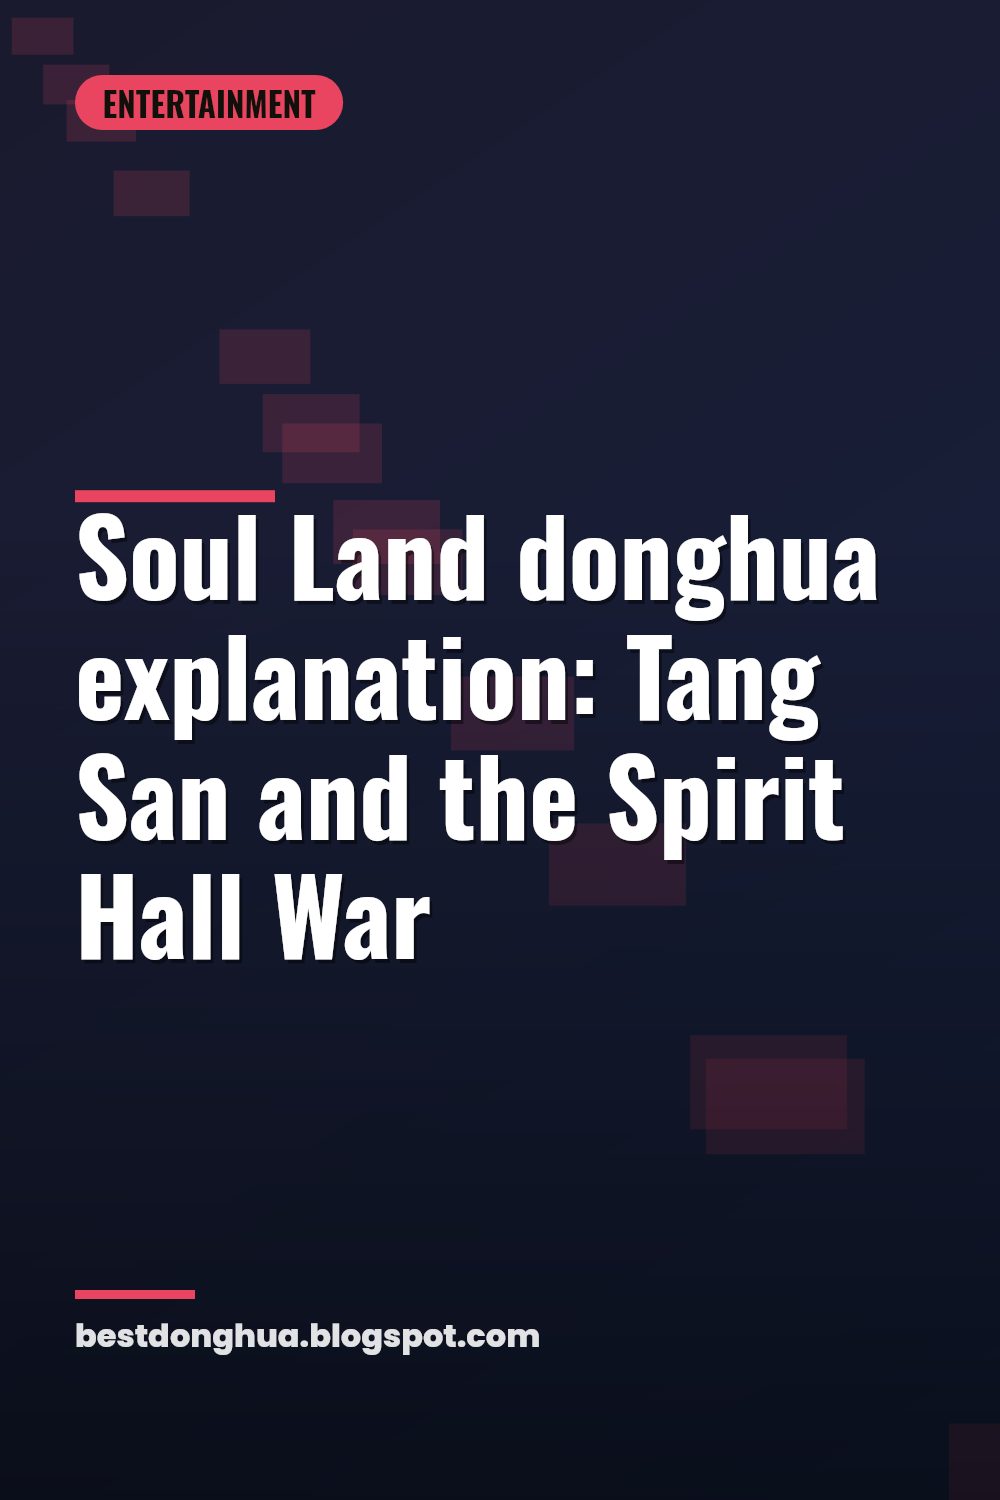 ENTERTAINMENT
Soul Land donghua
explanation: Tang
San and the Spirit
Hall War
bestdonghua.blogspot.com